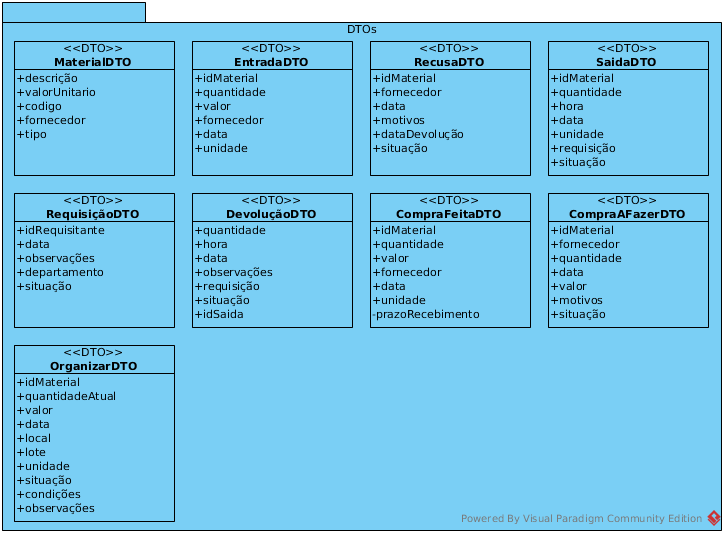 DTOs
<<DTO>>
MaterialDTO
+descrição
+valorUnitario
+codigo
+fornecedor
+tipo
<<DTO>>
EntradaDTO
+idMaterial
+quantidade
+valor
+fornecedor
+data
+unidade
<<DTO>>
RecusaDTO
+idMaterial
+fornecedor
+data
+motivos
+dataDevolução
+situação
<<DTO>>
SaidaDTO
+idMaterial
+quantidade
+hora
+data
+unidade
+requisição
+situação
<<DTO>>
RequisiçãoDTO
+idRequisitante
+data
+observações
+departamento
+situação
<<DTO>>
DevoluçãoDTO
+quantidade
+hora
+data
+observações
+requisição
+situação
+idSaida
<<DTO>>
CompraFeitaDTO
+idMaterial
+quantidade
+valor
+fornecedor
+data
+unidade
-prazoRecebimento
<<DTO>>
CompraAFazerDTO
+idMaterial
+fornecedor
+quantidade
+data
+valor
+motivos
+situação
<<DTO>>
OrganizarDTO
+idMaterial
+quantidadeAtual
+valor
+data
+local
+lote
+unidade
+situação
+condições
+observações
Powered By Visual Paradigm Community Edition